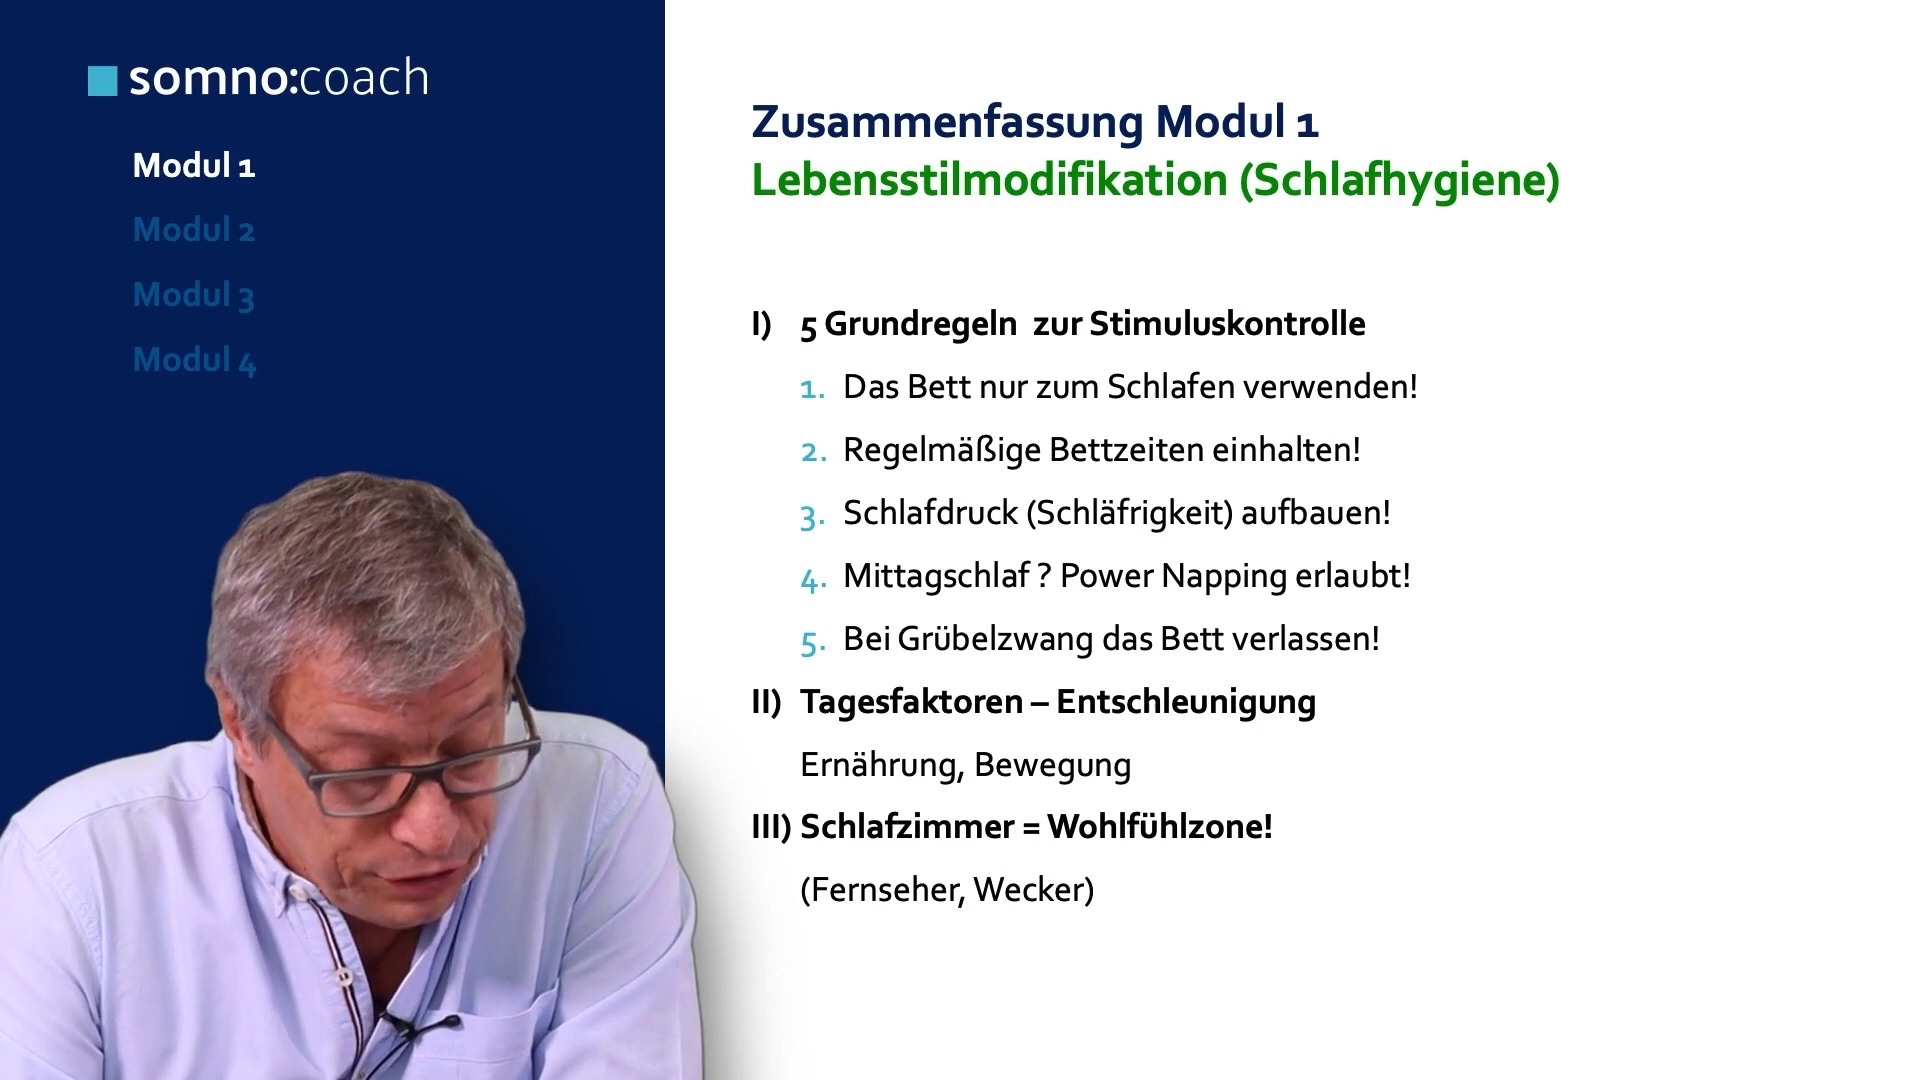 somno:coach
Modul 1
Modul 2
Modul 3
Modul 4
Zusammenfassung Modul 1
Lebensstilmodifikation (Schlafhygiene)
I) 5 Grundregeln zur Stimuluskontrolle
1. Das Bett nur zum Schlafen verwenden!
2. Regelmäßige Bettzeiten einhalten!
3. Schlafdruck (Schläfrigkeit) aufbauen!
4. Mittagschlaf ? Power Napping erlaubt!
5. Bei Grübelzwang das Bett verlassen!
II) Tagesfaktoren – Entschleunigung
Ernährung, Bewegung
III) Schlafzimmer = Wohlfühlzone!
(Fernseher, Wecker)